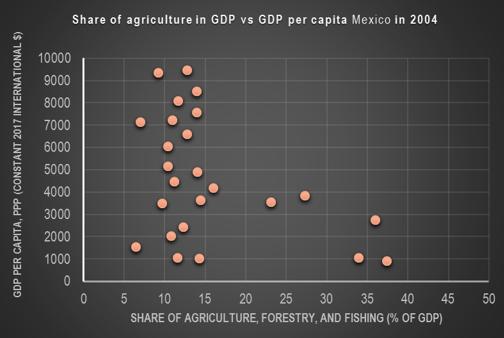 Share of agriculture in GDP vs GDP per capita Mexico in 2004
GDP PER CAPITA, PPP (CONSTANT 2017 INTERNATIONAL $)
10000
9000
8000
7000
6000
5000
4000
3000
2000
1000
0
0 5 10 15 20 25 30 35 40 45 50
SHARE OF AGRICULTURE, FORESTRY, AND FISHING (% OF GDP)